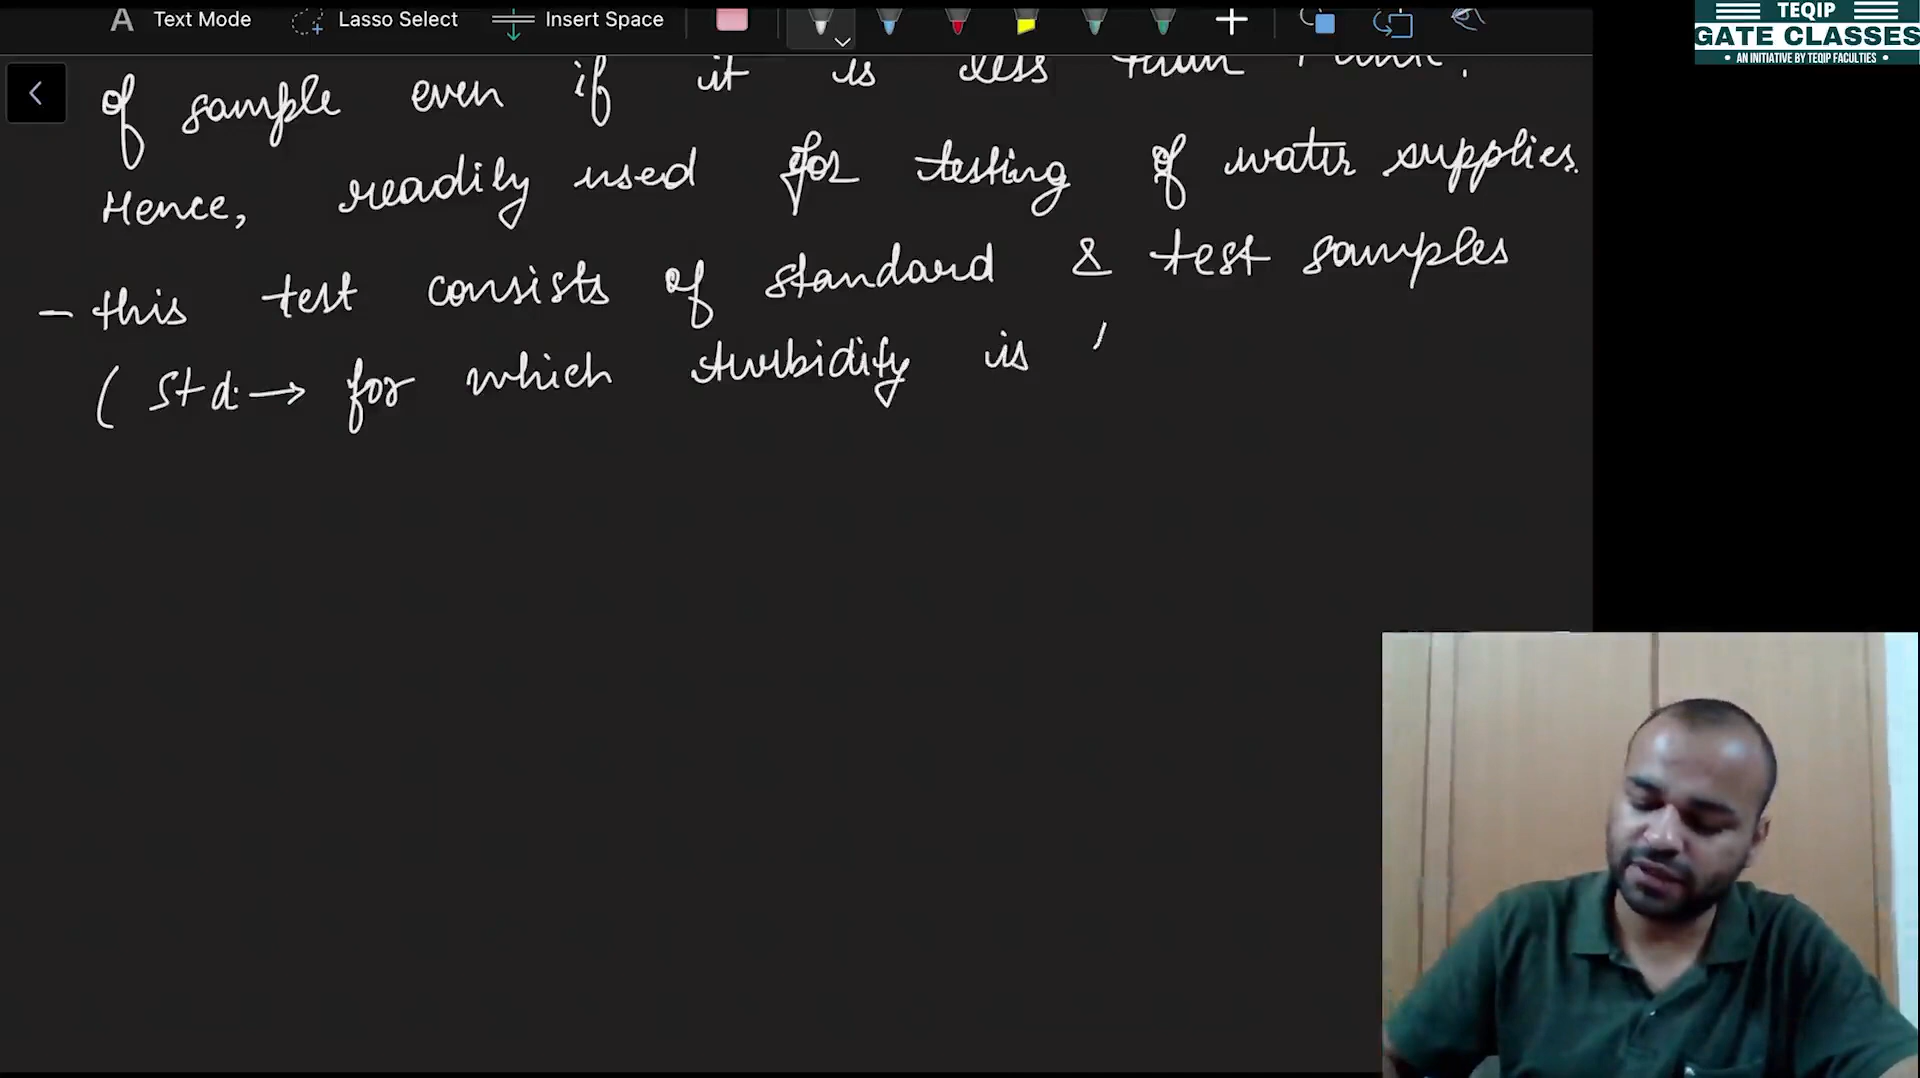 Text Mode Lasso Select Insert Space
TEQIP
GATE CLASSES
• AN INITIATIVE BY TEQIP FACULTIES •
of sample even if it is less than
Hence, readily used for testing of water supplies.
- this test consists of standard & test samples
( Std. → for which turbidity is '